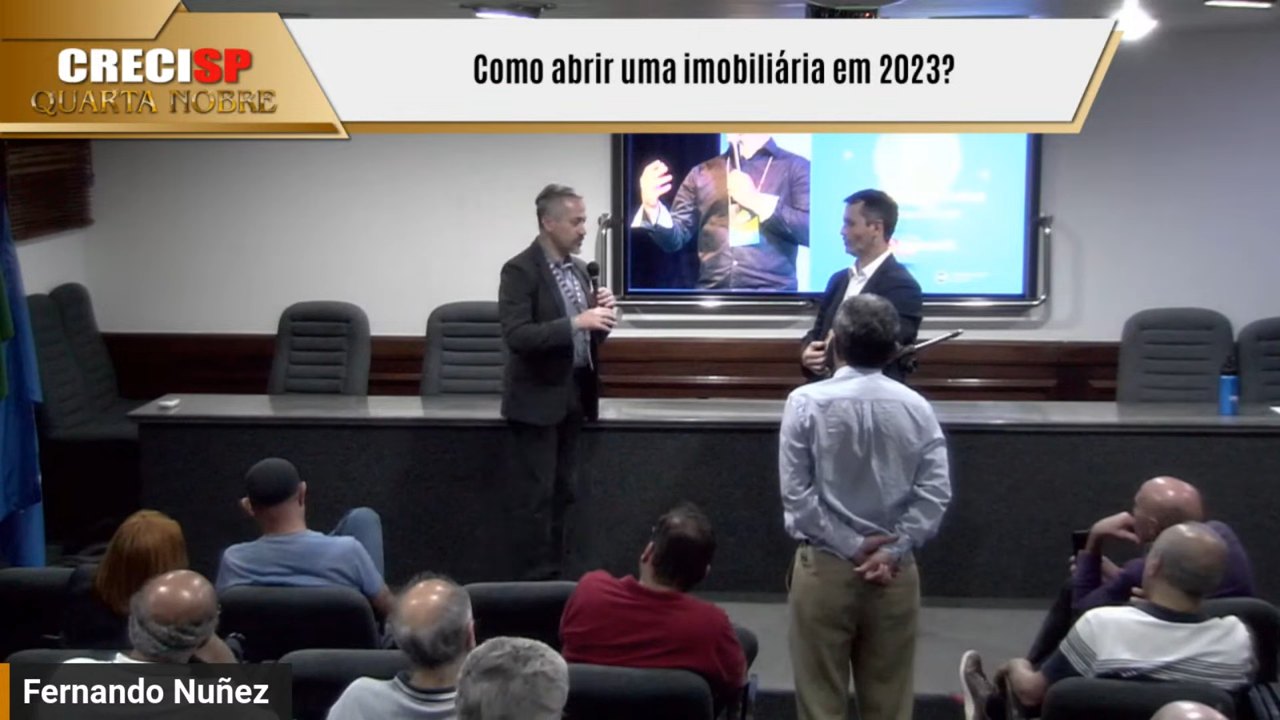 CRECISP
QUARTA NOBRE
Como abrir uma imobiliária em 2023?
Fernando Nuñez